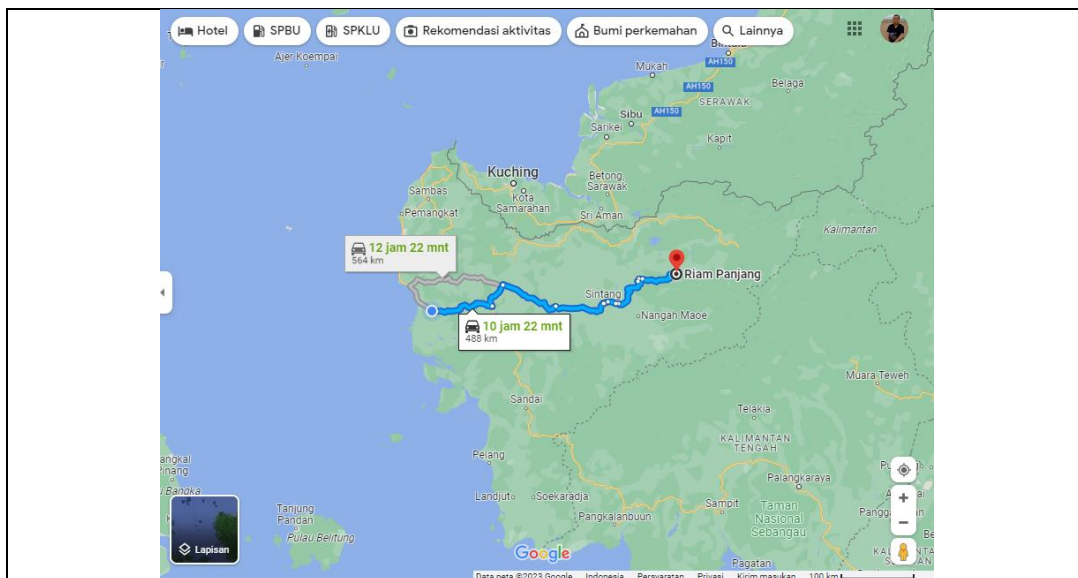 Hotel
SPBU
SPKLU
Rekomendasi aktivitas
Bumi perkemahan
Lainnya
Ajer Koempai
Mukah
AH150
AH150
Belaga
SERAWAK
Sibu
AH150
Sarikei
Kapit
Kuching
Betong,
Sarawak
Sambas
Kota
Samarahan
Pemangkat
Sri Aman
Kalimantan
12 jam 22 mnt
564 km
Riam Panjang
Sintang
10 jam 22 mnt
488 km
Nangah Maoe
Muara Teweh
Sandai
Telakia
KALIMANTAN
TENGAH
Pelang
Palangkaraya
Landjut
Soekaradja
Sampit
Taman
Nasional
Sebangau
Tanjung
Pandan
Pulau Belitung
Pangkalanbuun
Lapisan
Google
Pagatan
Data peta ©2023 Google Indonesia Persyaratan Privasi Kirim masukan 100 km